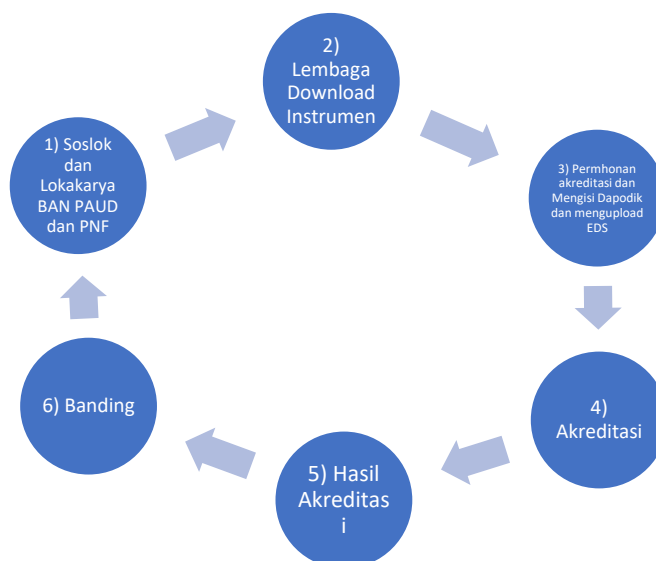 1) Soslok
dan
Lokakarya
BAN PAUD
dan PNF
2)
Lembaga
Download
Instrumen
3) Permhonan
akreditasi dan
Mengisi Dapodik
dan mengupload
EDS
4)
Akreditasi
5) Hasil
Akreditas
i
6) Banding